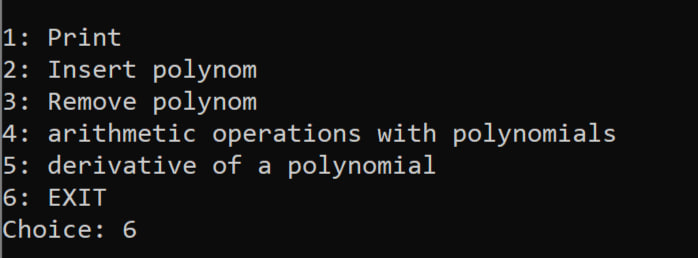 1: Print
2: Insert polynom
3: Remove polynom
4: arithmetic operations with polynomials
5: derivative of a polynomial
6: EXIT
Choice: 6